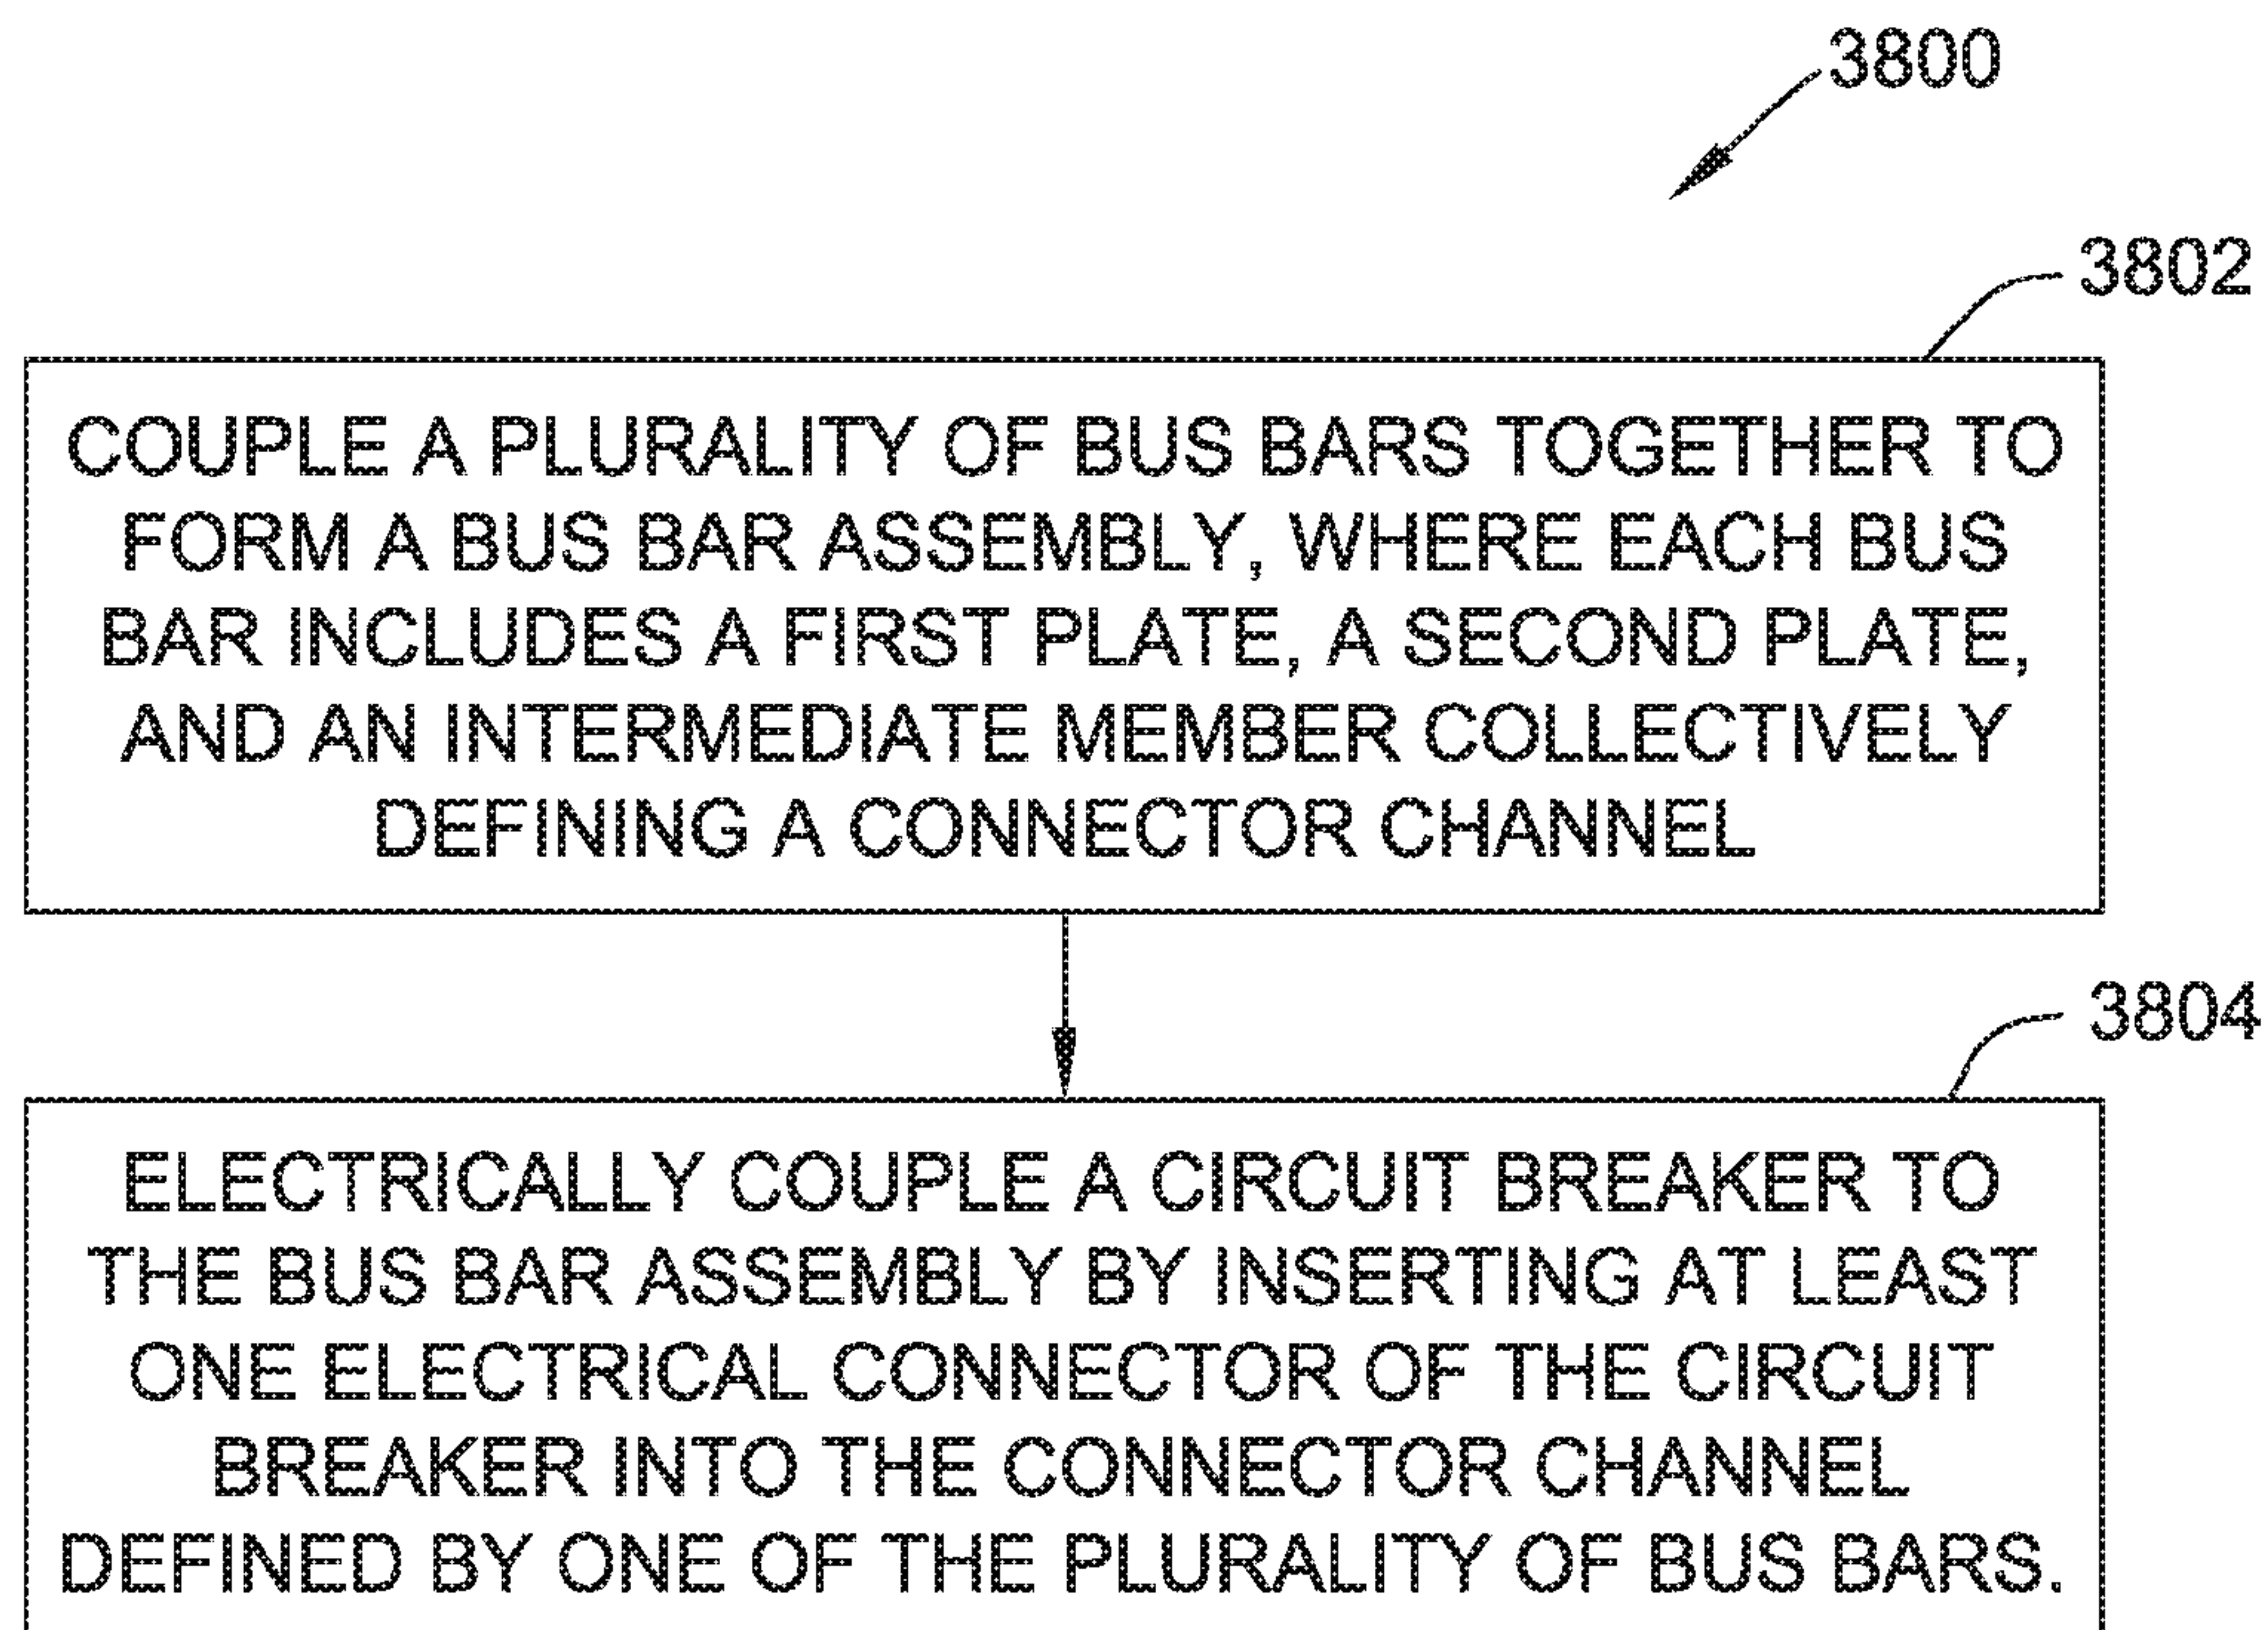 3800
3802
COUPLE A PLURALITY OF BUS BARS TOGETHER TO
FORM A BUS BAR ASSEMBLY, WHERE EACH BUS
BAR INCLUDES A FIRST PLATE, A SECOND PLATE,
AND AN INTERMEDIATE MEMBER COLLECTIVELY
DEFINING A CONNECTOR CHANNEL
3804
ELECTRICALLY COUPLE A CIRCUIT BREAKER TO
THE BUS BAR ASSEMBLY BY INSERTING AT LEAST
ONE ELECTRICAL CONNECTOR OF THE CIRCUIT
BREAKER INTO THE CONNECTOR CHANNEL
DEFINED BY ONE OF THE PLURALITY OF BUS BARS.